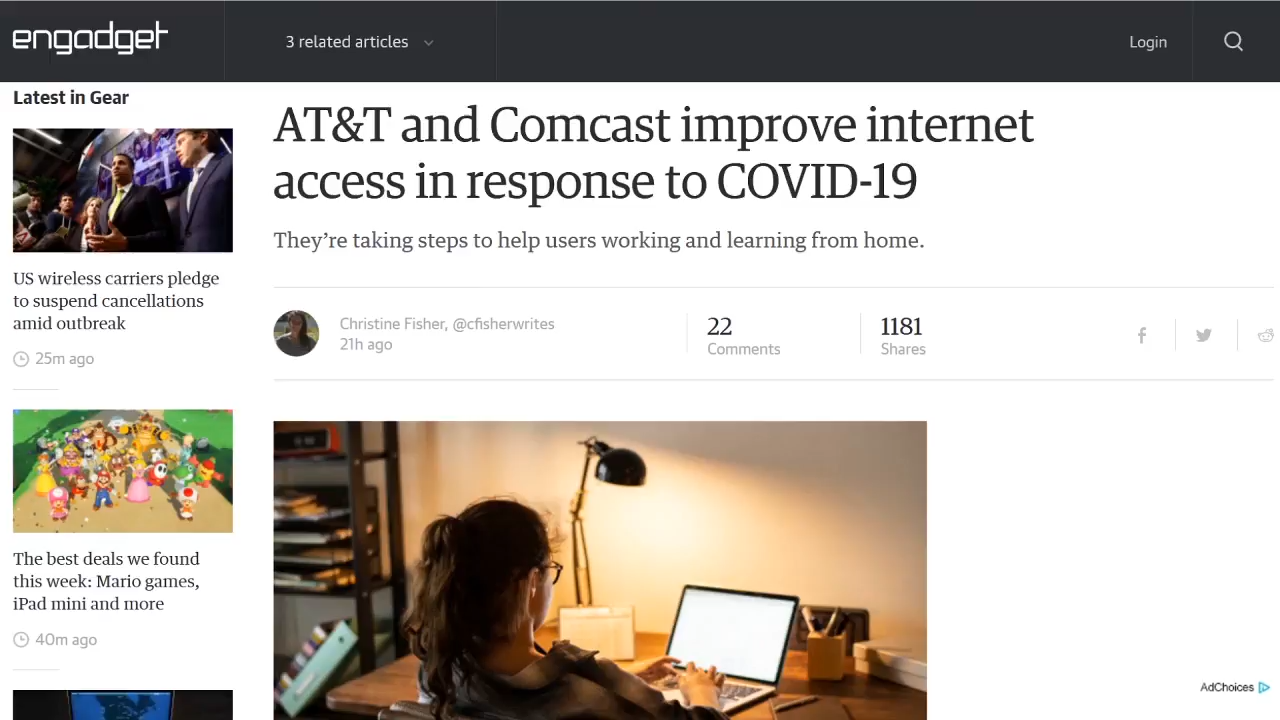 engadget
3 related articles
Login
Latest in Gear
US wireless carriers pledge
to suspend cancellations
amid outbreak
25m ago
The best deals we found
this week: Mario games,
iPad mini and more
40m ago
AT&T and Comcast improve internet
access in response to COVID-19
They're taking steps to help users working and learning from home.
Christine Fisher, @cfisherwrites
21h ago
22
Comments
1181
Shares
AdChoices